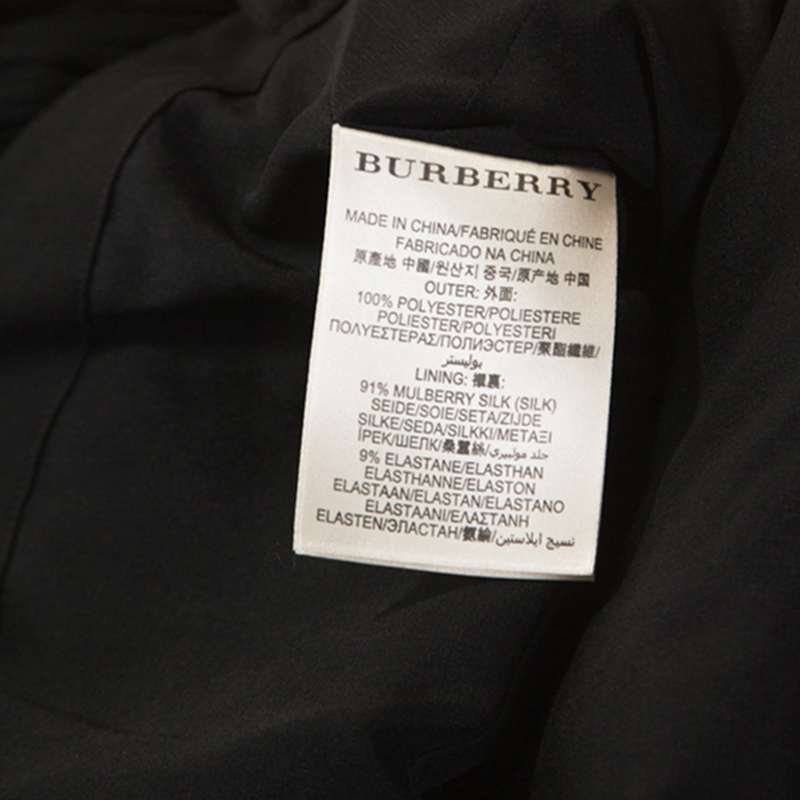 BURBERRY
MADE IN CHINA/FABRIQUÉ EN CHINE
FABRICADO NA CHINA
原產地 中國/원산지 중국/原产地 中国
OUTER: 外面:
100% POLYESTER/POLIESTERE
POLIESTER/POLYESTERI
ΠΟΛΥΕΣΤΕΡΑΣ/ПОЛИЭСТЕР/聚酯纖維/
بوليستر
LINING: 襯裏:
91% MULBERRY SILK (SILK)
SEIDE/SOIE/SETA/ZIJDE
SILKE/SEDA/SILKKI/ΜΕΤΑΞΙ
İPEK/ШЕЛК/桑蠶絲/جلد مولبيري
9% ELASTANE/ELASTHAN
ELASTHANNE/ELASTON
ELASTAAN/ELASTAN/ELASTANO
ELASTAANI/ΕΛΑΣΤΑΝΗ
ELASTEN/ЭЛАСТАН/氨綸/نسيج ايلاستين